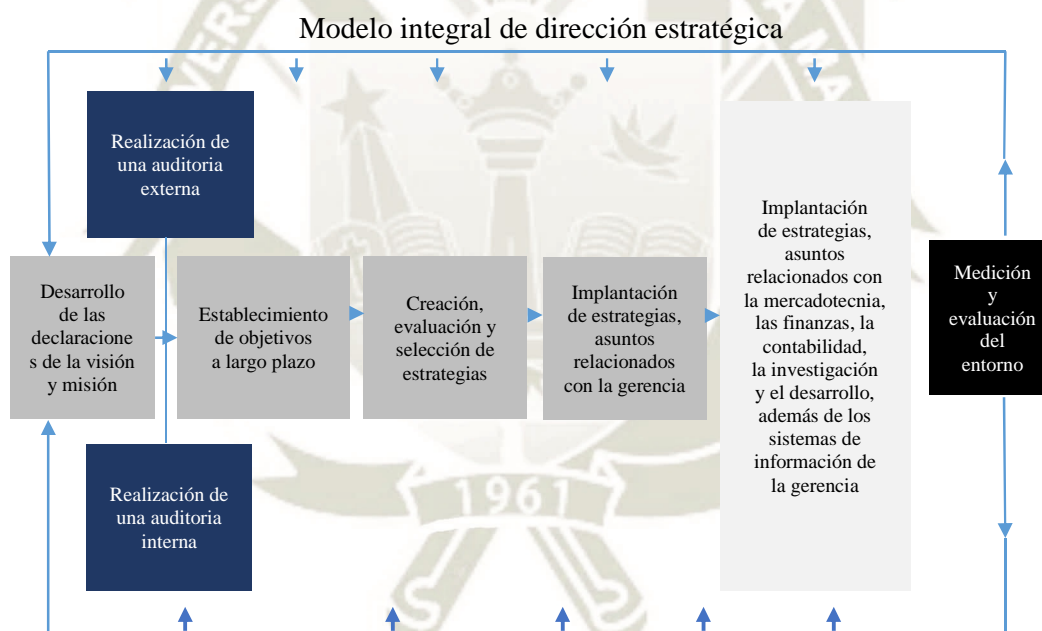 Modelo integral de dirección estratégica
Realización de
una auditoria
externa
Desarrollo
de las
declaracione
s de la visión
y misión
Establecimiento
de objetivos
a largo plazo
Creación,
evaluación y
selección de
estrategias
Implantación
de estrategias,
asuntos
relacionados
con la gerencia
Implantación
de estrategias,
asuntos
relacionados con
la mercadotecnia,
las finanzas, la
contabilidad,
la investigación
y el desarrollo,
además de los
sistemas de
información de
la gerencia
Medición
y
evaluación
del
entorno
Realización de
una auditoria
interna
1961